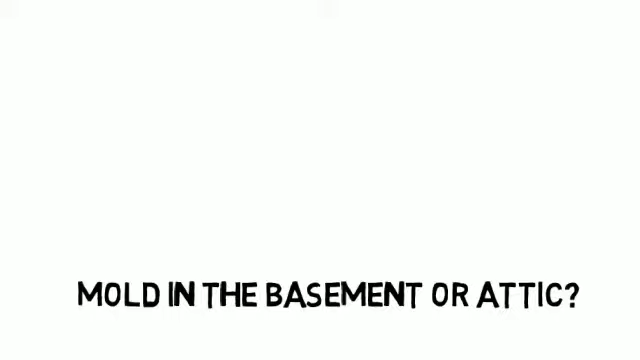 MOLD IN THE BASEMENT OR ATTIC?